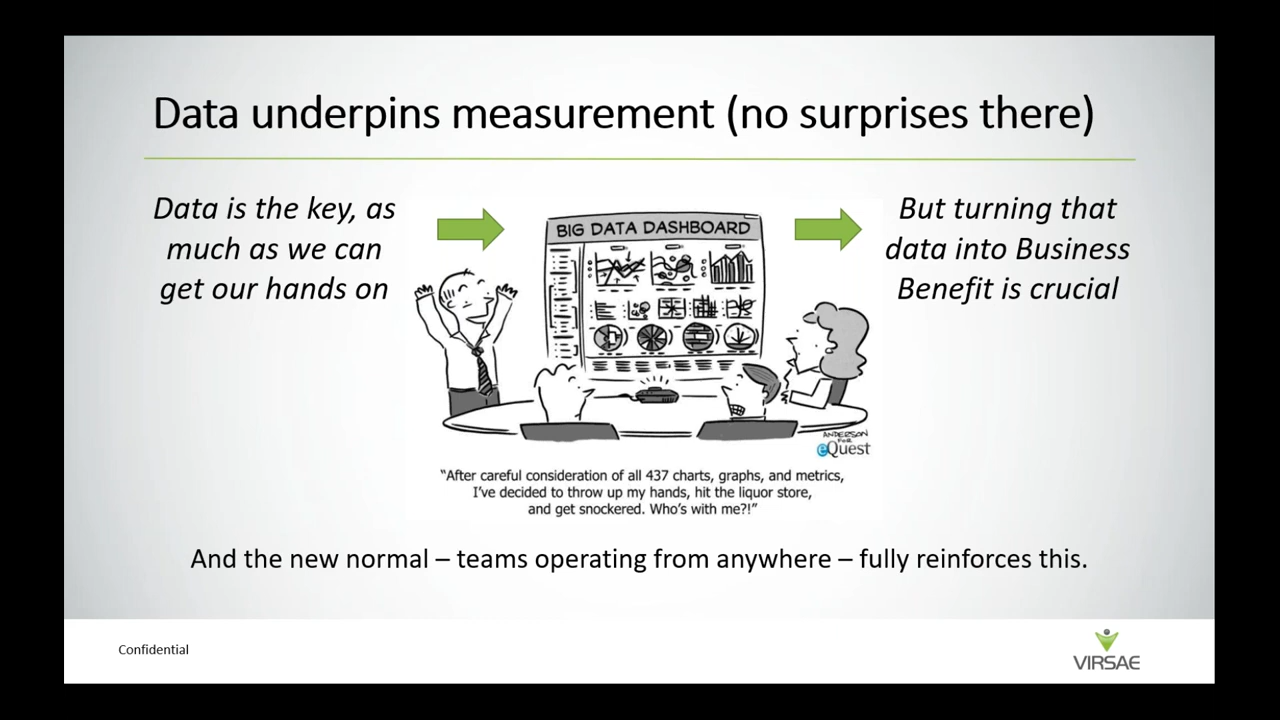 Data underpins measurement (no surprises there)
Data is the key, as
much as we can
get our hands on
BIG DATA DASHBOARD
But turning that
data into Business
Benefit is crucial
ANDERSON
FOR
eQuest
“After careful consideration of all 437 charts, graphs, and metrics,
I’ve decided to throw up my hands, hit the liquor store,
and get snockered. Who’s with me?!”
And the new normal – teams operating from anywhere – fully reinforces this.
Confidential
VIRSAE